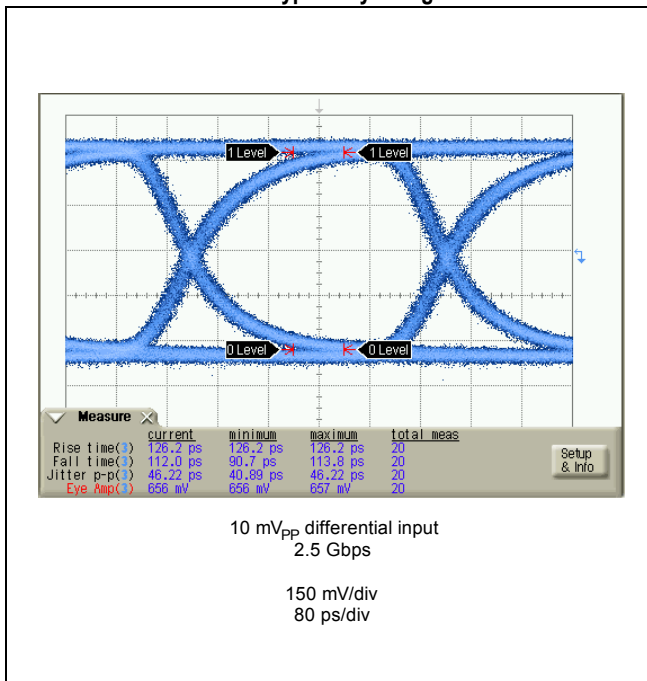 1 Level 1 Level
0 Level 0 Level
Measure
current minimum maximum total meas
Rise time(3) 126.2 ps 126.2 ps 126.2 ps 20
Fall time(3) 112.0 ps 90.7 ps 113.8 ps 20
Jitter p-p(3) 46.22 ps 40.89 ps 46.22 ps 20
Eye Amp(3) 656 mV 656 mV 657 mV 20
Setup
& Info
10 mVPP differential input
2.5 Gbps
150 mV/div
80 ps/div